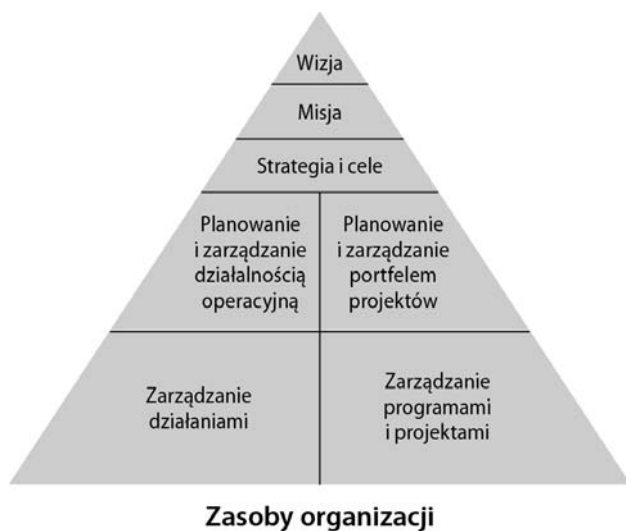 Wizja
Misja
Strategia i cele
Planowanie
i zarządzanie
działalnością
operacyjną
Planowanie
i zarządzanie
portfelem
projektów
Zarządzanie
działaniami
Zarządzanie
programami
i projektami
Zasoby organizacji